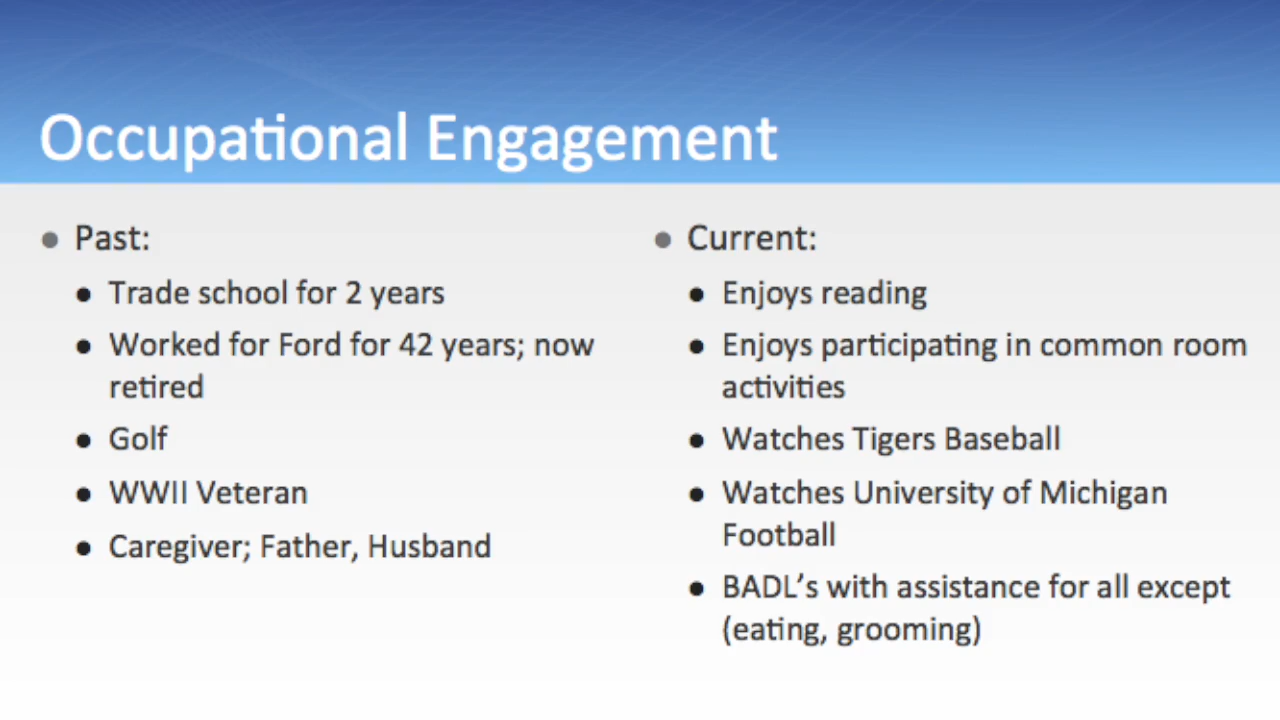 Occupational Engagement
● Past:
● Trade school for 2 years
● Worked for Ford for 42 years; now
retired
● Golf
● WWII Veteran
● Caregiver; Father, Husband
● Current:
● Enjoys reading
● Enjoys participating in common room
activities
● Watches Tigers Baseball
● Watches University of Michigan
Football
● BADL’s with assistance for all except
(eating, grooming)